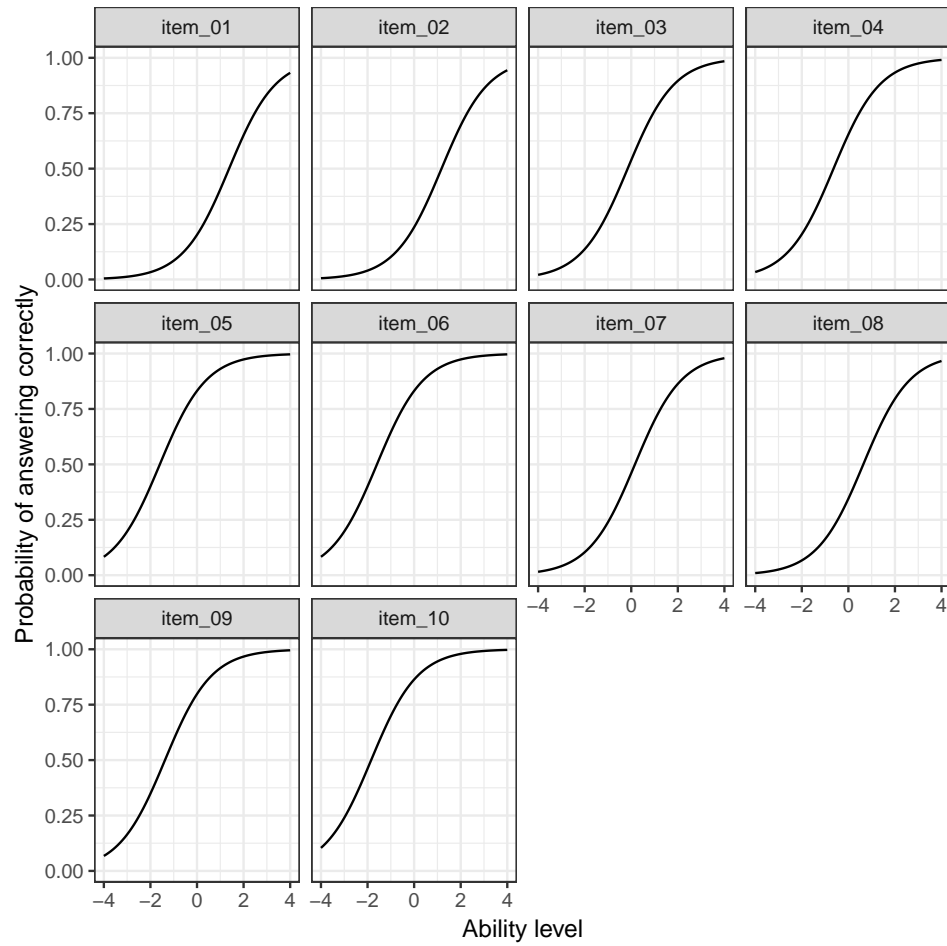 item_01 item_02 item_03 item_04
1.00
0.75
0.50
0.25
0.00
item_05 item_06 item_07 item_08
1.00
0.75
0.50
0.25
0.00
−4 −2 0 2 4 −4 −2 0 2 4
item_09 item_10
1.00
0.75
0.50
0.25
0.00
−4 −2 0 2 4 −4 −2 0 2 4
Probability of answering correctly
Ability level